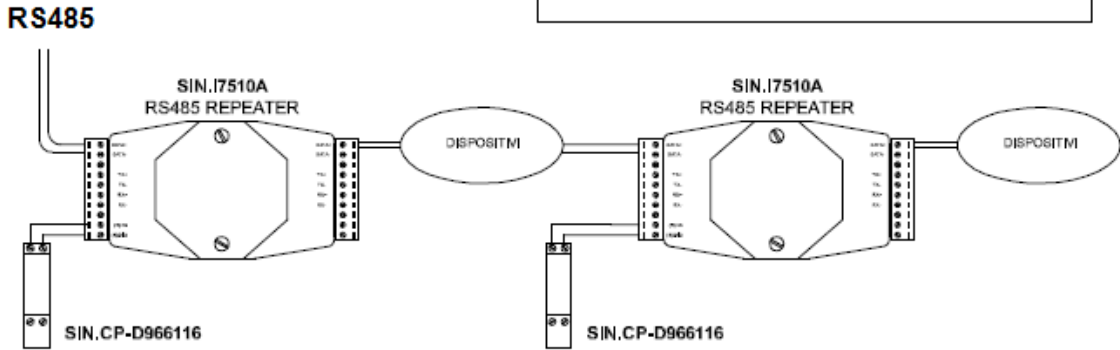 RS485
SIN.I7510A
RS485 REPEATER
SIN.I7510A
RS485 REPEATER
DISPOSITIVI
DISPOSITIVI
SIN.CP-D966116
SIN.CP-D966116